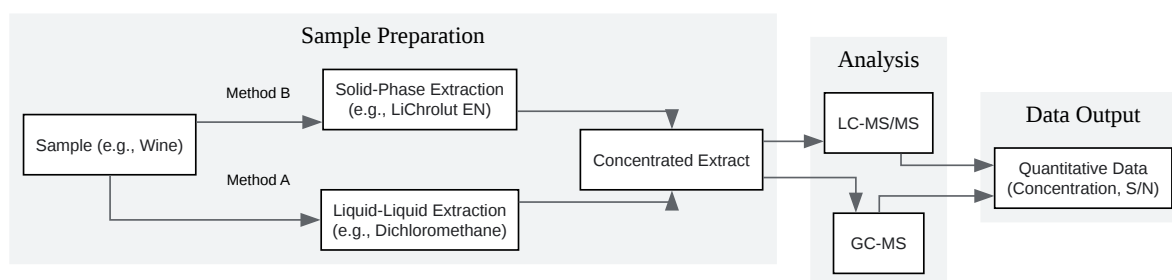 Sample Preparation
Method B
Solid-Phase Extraction
(e.g., LiChrolut EN)
Sample (e.g., Wine)
Method A
Liquid-Liquid Extraction
(e.g., Dichloromethane)
Concentrated Extract
Analysis
LC-MS/MS
GC-MS
Data Output
Quantitative Data
(Concentration, S/N)